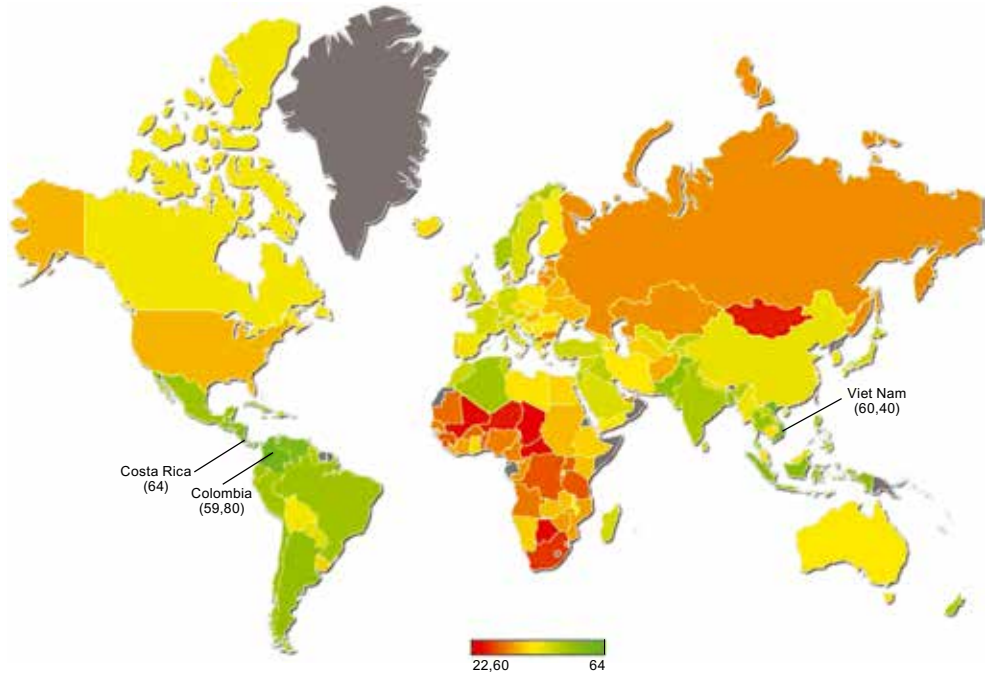 Viet Nam
(60,40)
Costa Rica
(64)
Colombia
(59,80)
22,60
64